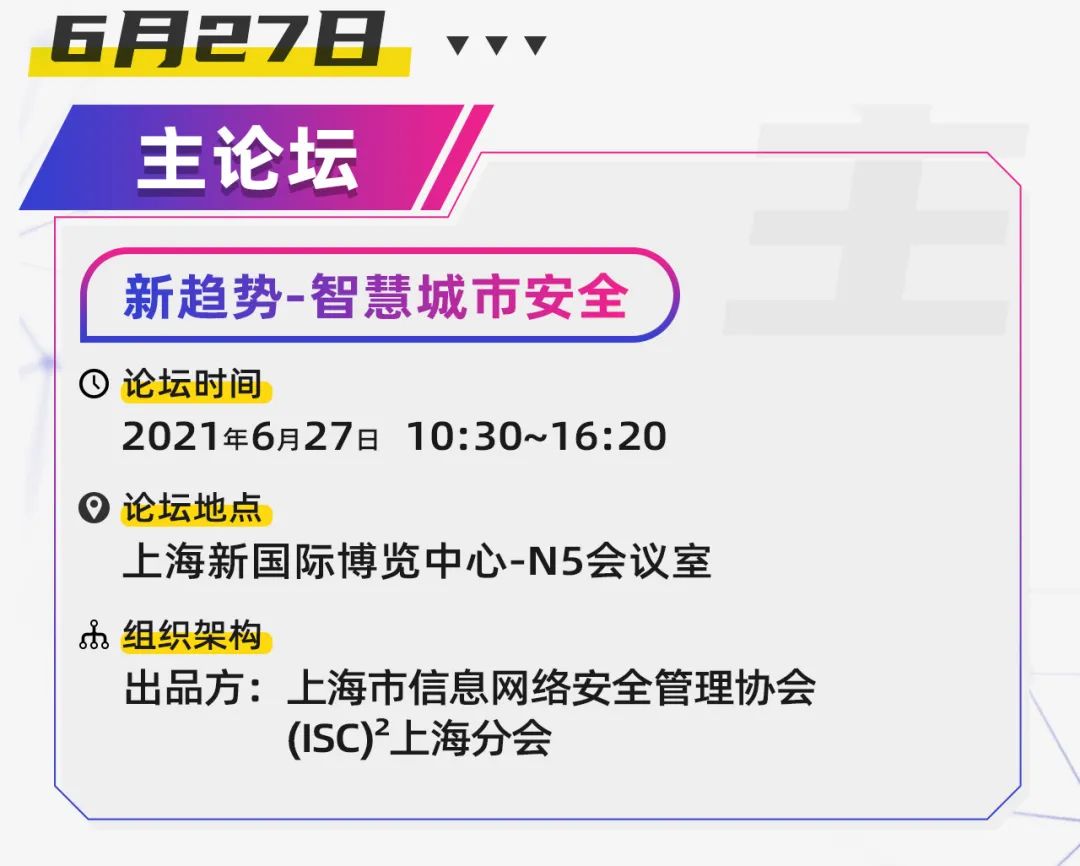 6月27日
主论坛
主
新趋势-智慧城市安全
论坛时间
2021年6月27日 10:30~16:20
论坛地点
上海新国际博览中心-N5会议室
组织架构
出品方：上海市信息网络安全管理协会
(ISC)²上海分会